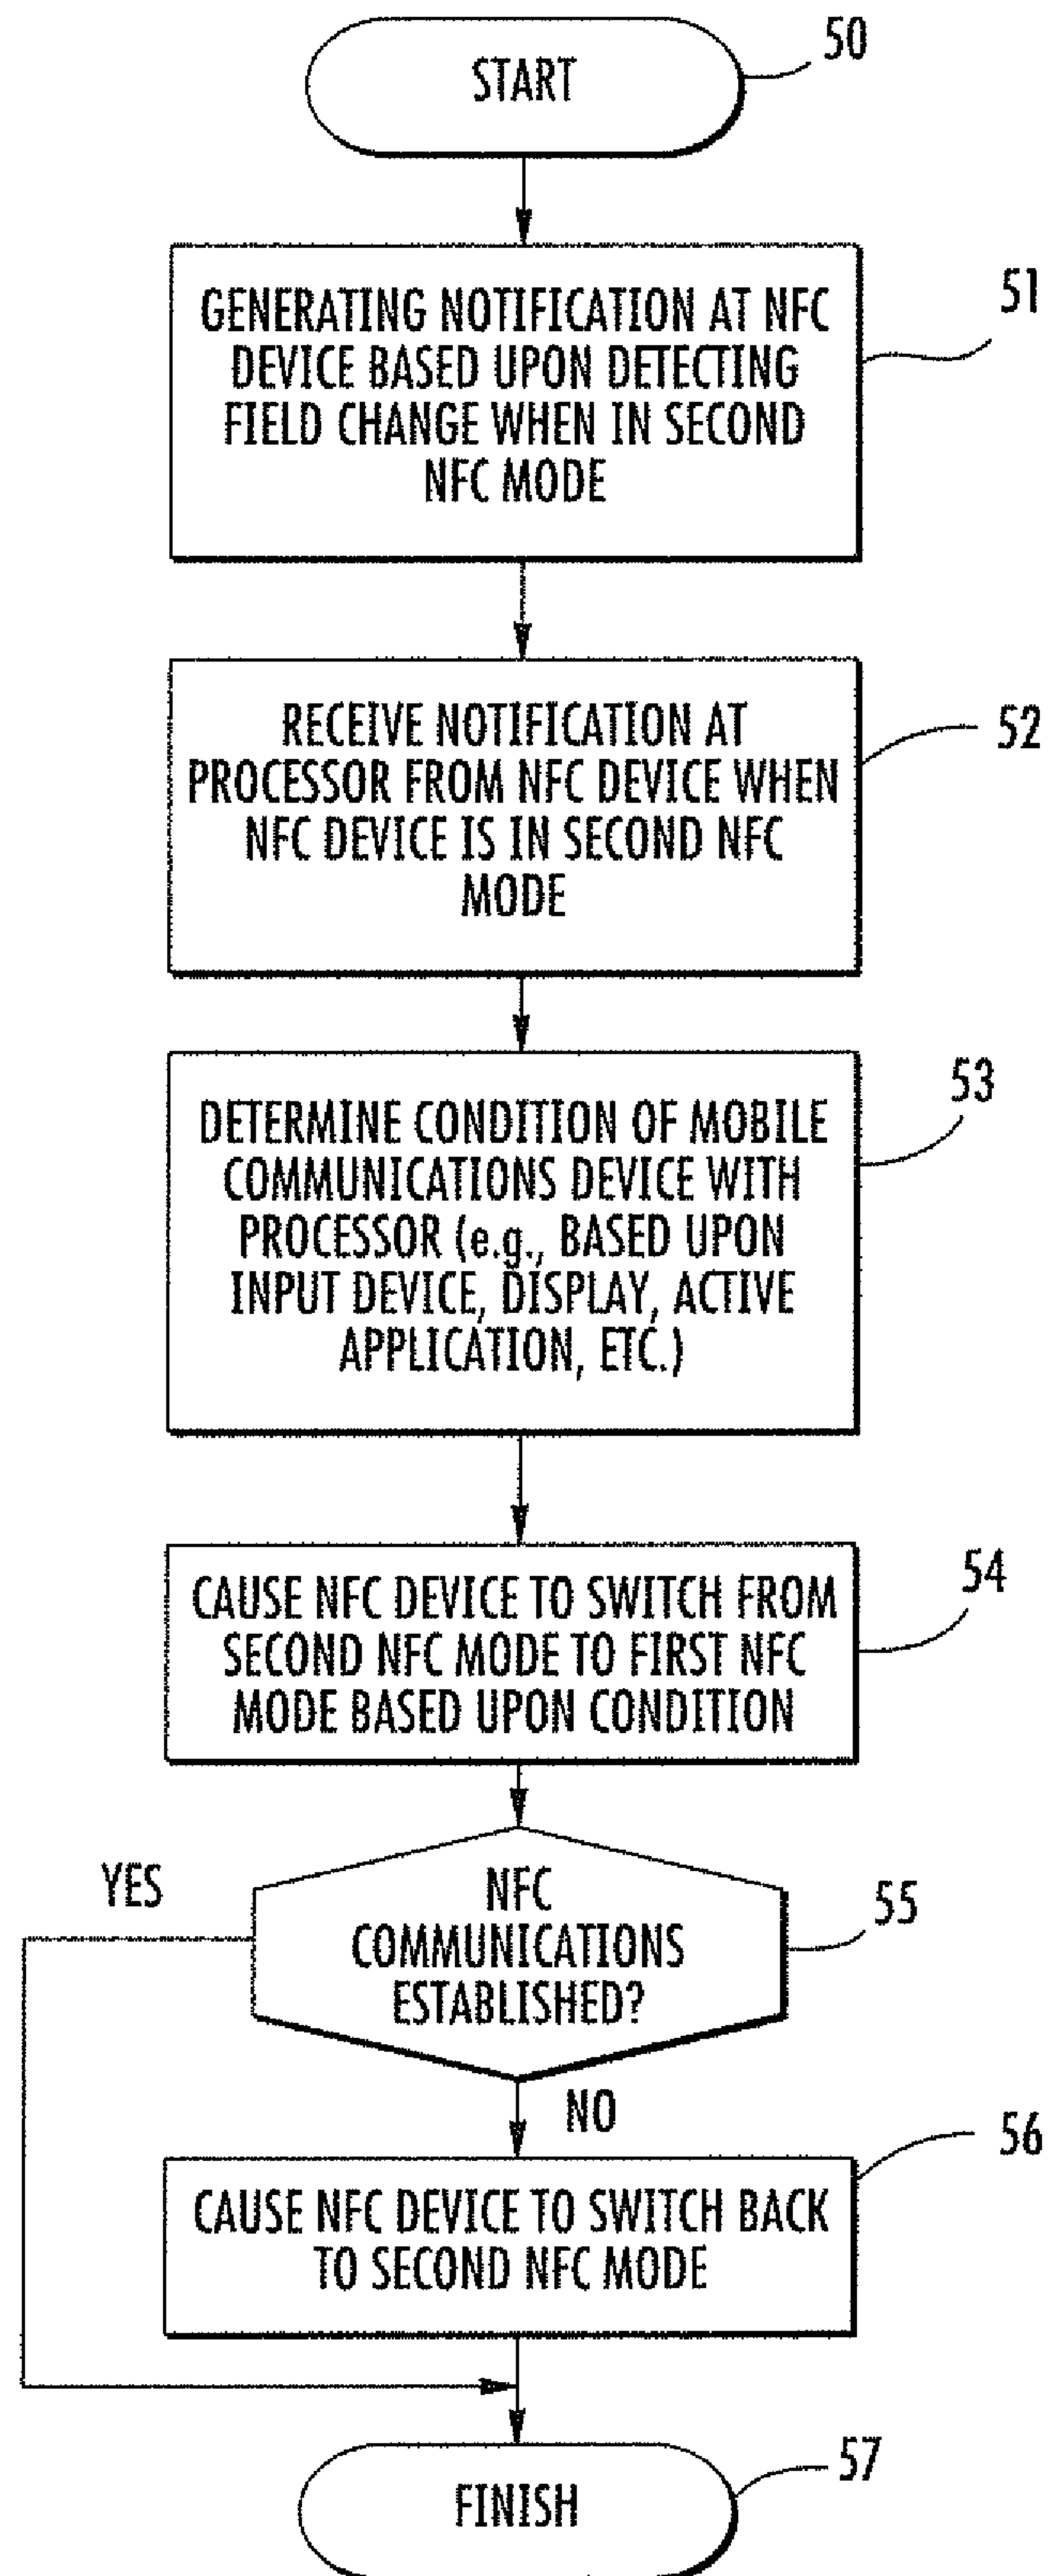 START
50
GENERATING NOTIFICATION AT NFC
DEVICE BASED UPON DETECTING
FIELD CHANGE WHEN IN SECOND
NFC MODE
51
RECEIVE NOTIFICATION AT
PROCESSOR FROM NFC DEVICE WHEN
NFC DEVICE IS IN SECOND NFC
MODE
52
DETERMINE CONDITION OF MOBILE
COMMUNICATIONS DEVICE WITH
PROCESSOR (e.g., BASED UPON
INPUT DEVICE, DISPLAY, ACTIVE
APPLICATION, ETC.)
53
CAUSE NFC DEVICE TO SWITCH FROM
SECOND NFC MODE TO FIRST NFC
MODE BASED UPON CONDITION
54
YES
NFC
COMMUNICATIONS
ESTABLISHED?
55
NO
CAUSE NFC DEVICE TO SWITCH BACK
TO SECOND NFC MODE
56
FINISH
57